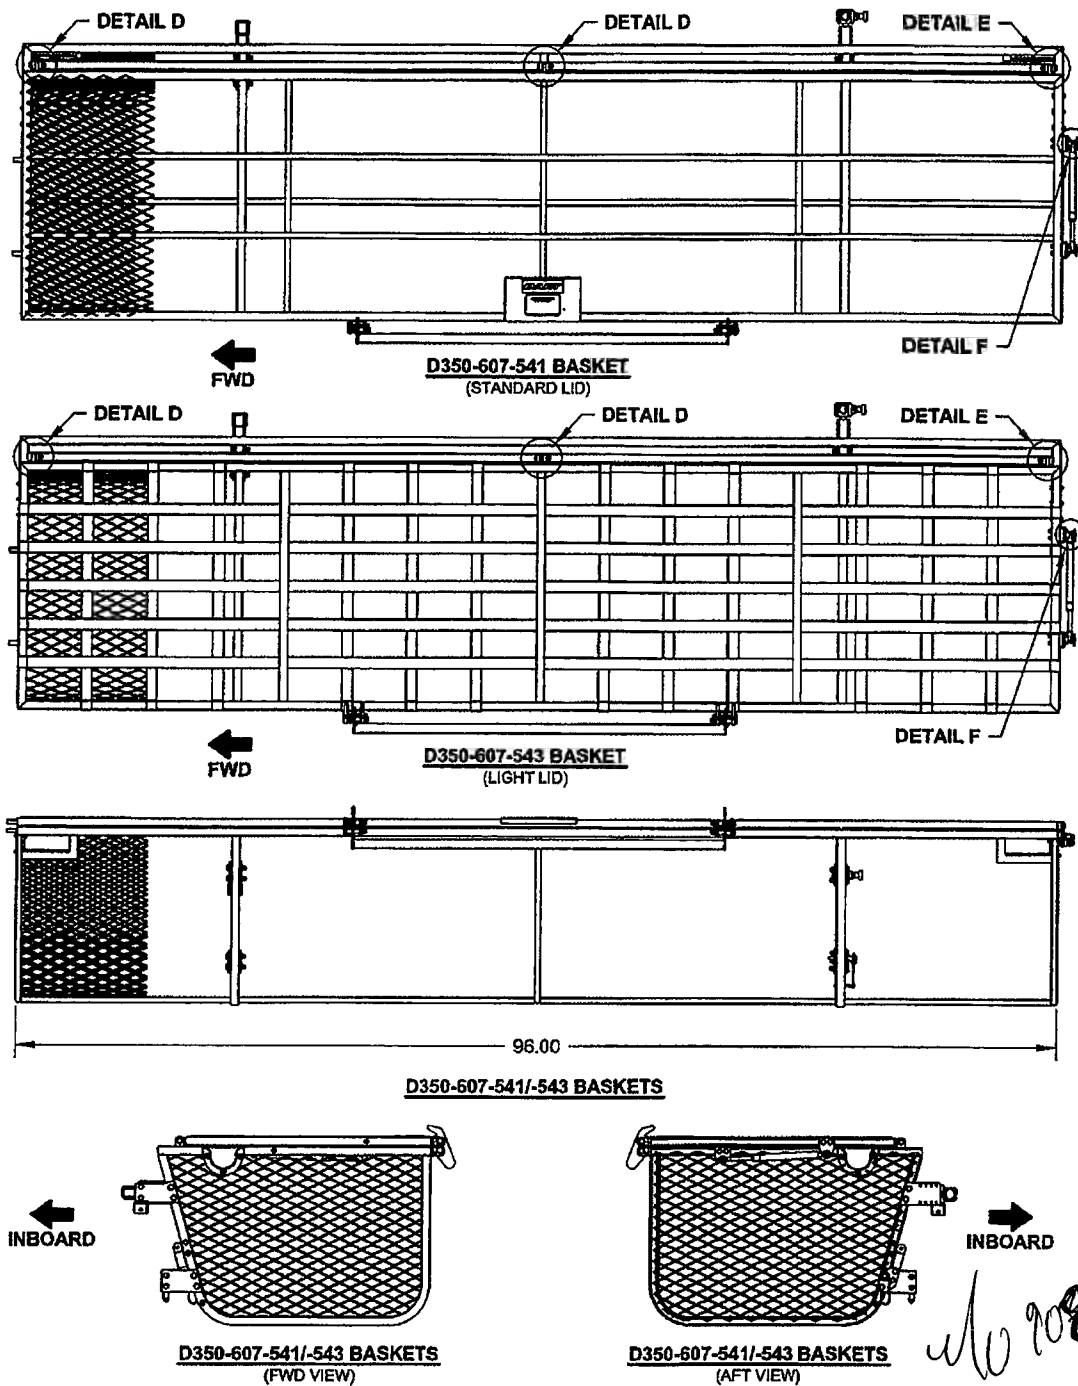 DETAIL D
DETAIL D
DETAIL E
DART
DETAIL F
FWD
D350-607-541 BASKET
(STANDARD LID)
DETAIL D
DETAIL D
DETAIL E
DETAIL F
FWD
D350-607-543 BASKET
(LIGHT LID)
96.00
D350-607-541/-543 BASKETS
INBOARD
INBOARD
D350-607-541/-543 BASKETS
(FWD VIEW)
D350-607-541/-543 BASKETS
(AFT VIEW)